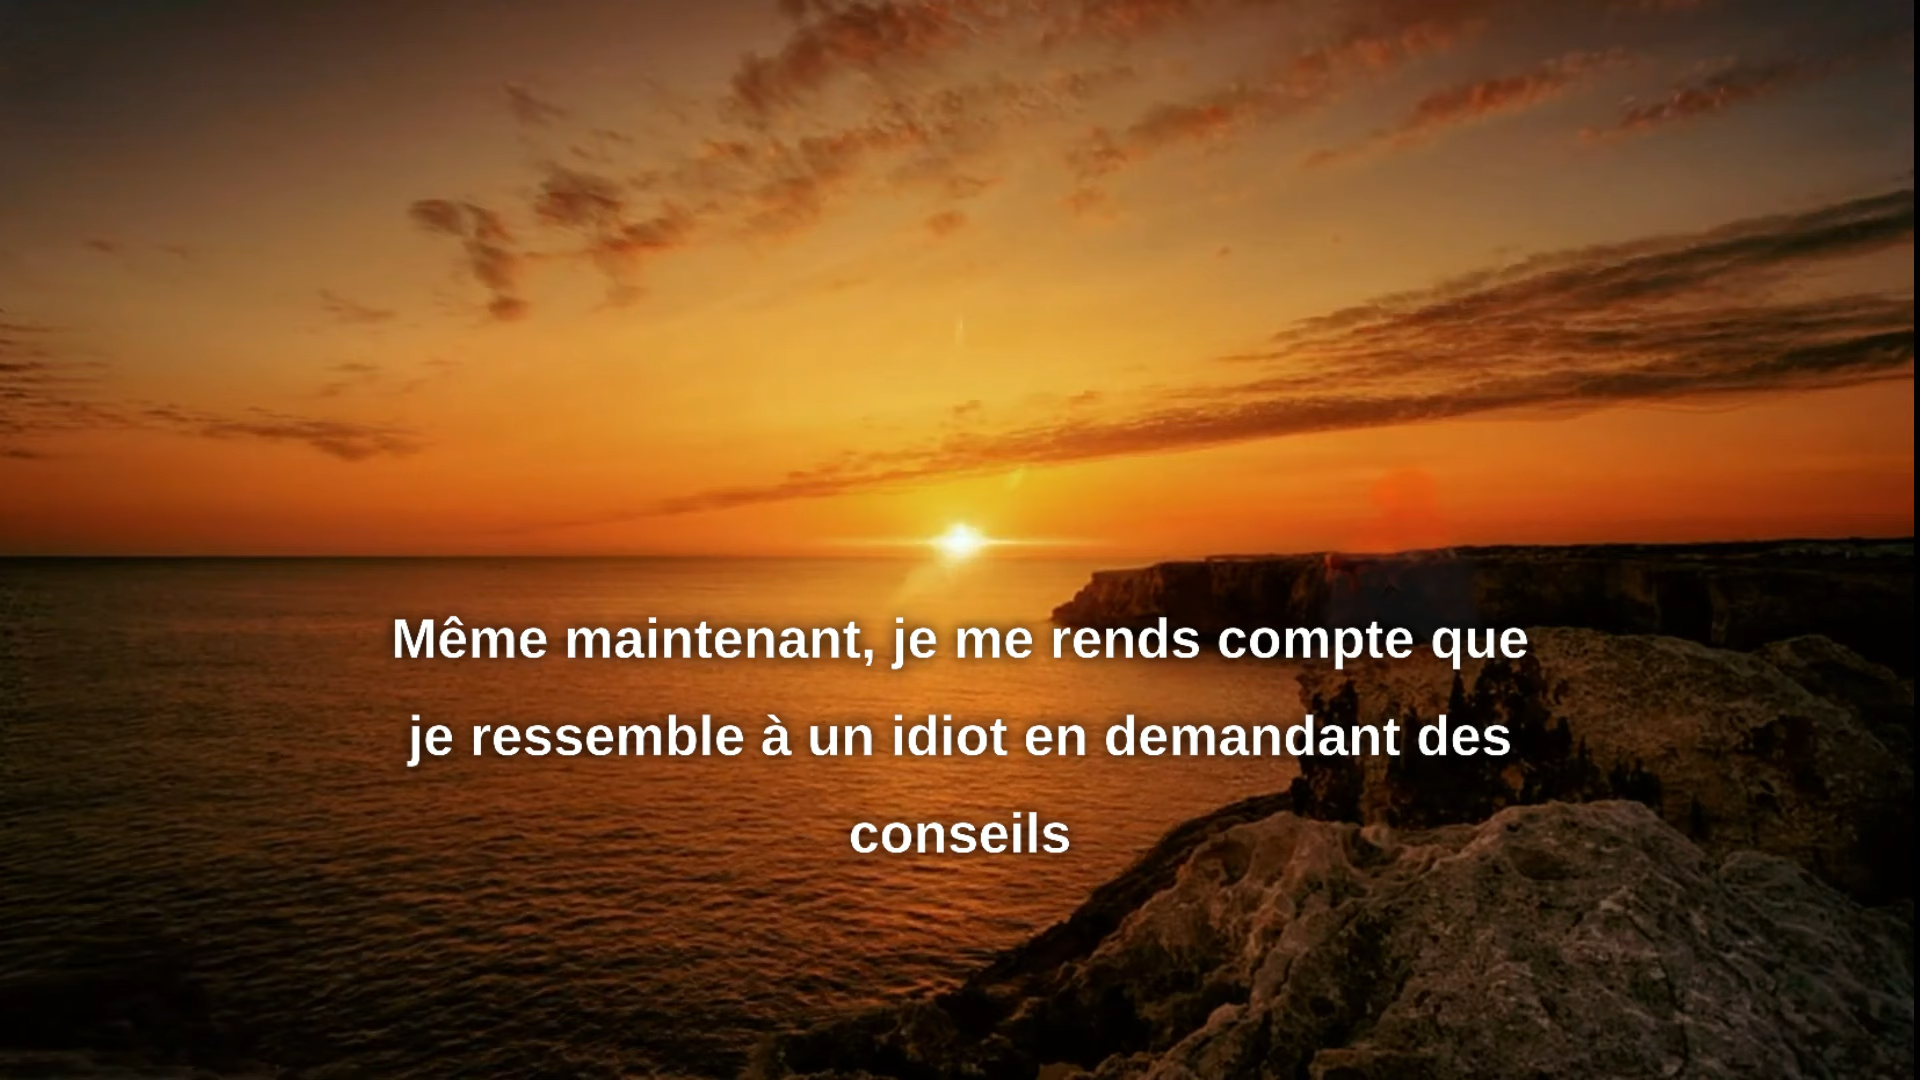 Même maintenant, je me rends compte que
je ressemble à un idiot en demandant des
conseils